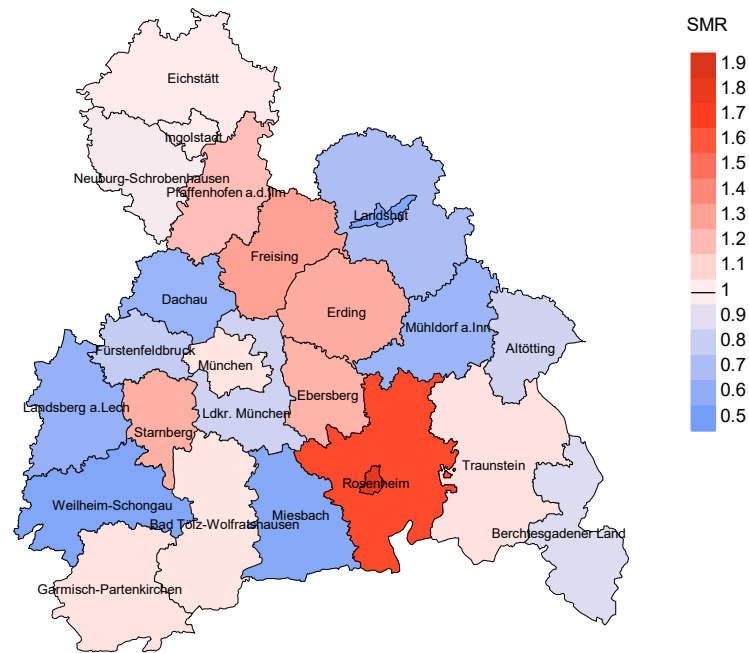 SMR
1.9
1.8
1.7
1.6
1.5
1.4
1.3
1.2
1.1
1
0.9
0.8
0.7
0.6
0.5
Eichstätt
Ingolstadt
Neuburg-Schrobenhausen
Pfaffenhofen a.d.Ilm
Landshut
Freising
Dachau
Erding
Mühldorf a.Inn
Altötting
Fürstenfeldbruck
München
Ebersberg
Landsberg a.Lech
Ldkr. München
Starnberg
Traunstein
Rosenheim
Weilheim-Schongau
Miesbach
Bad Tölz-Wolfratshausen
Berchtesgadener Land
Garmisch-Partenkirchen